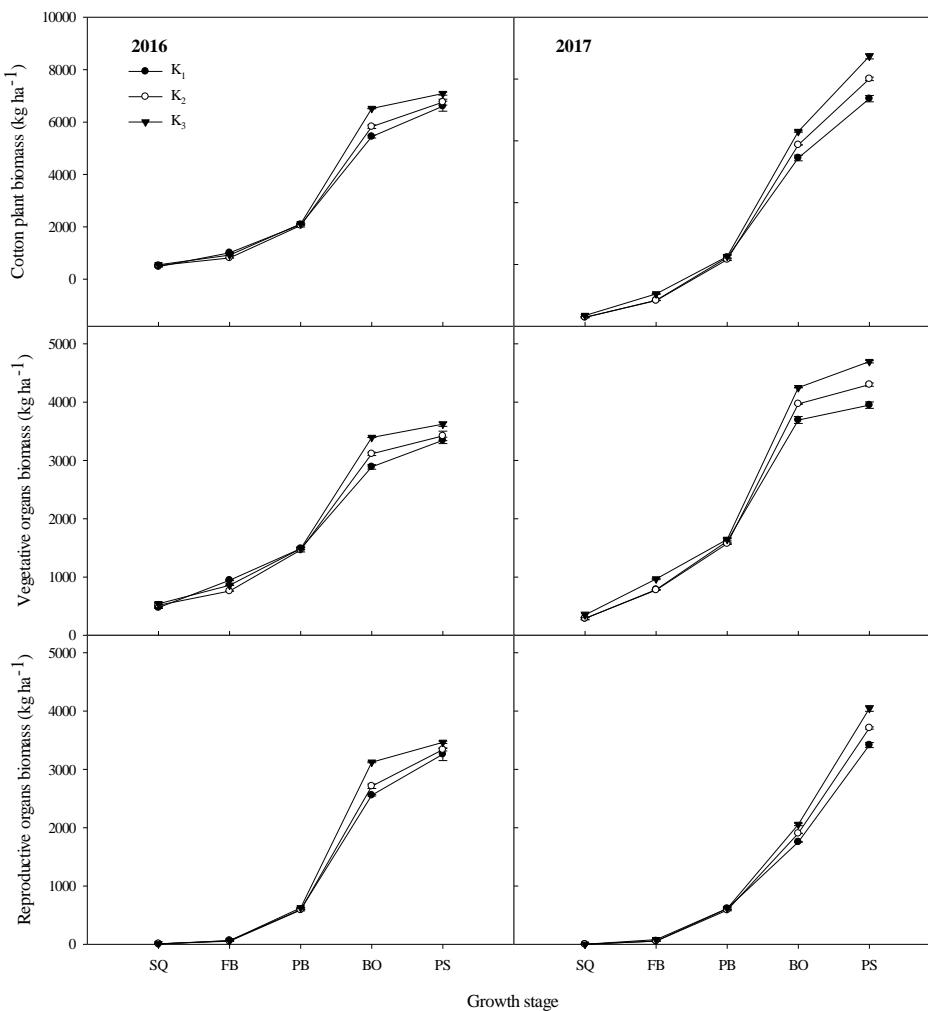 10000
8000
6000
4000
2000
0
Cotton plant biomass (kg ha-1)
2016
K1
K2
K3
2017
5000
4000
3000
2000
1000
0
Vegetative organs biomass (kg ha-1)
5000
4000
3000
2000
1000
0
Reproductive organs biomass (kg ha-1)
SQ FB PB BO PS SQ FB PB BO PS
Growth stage